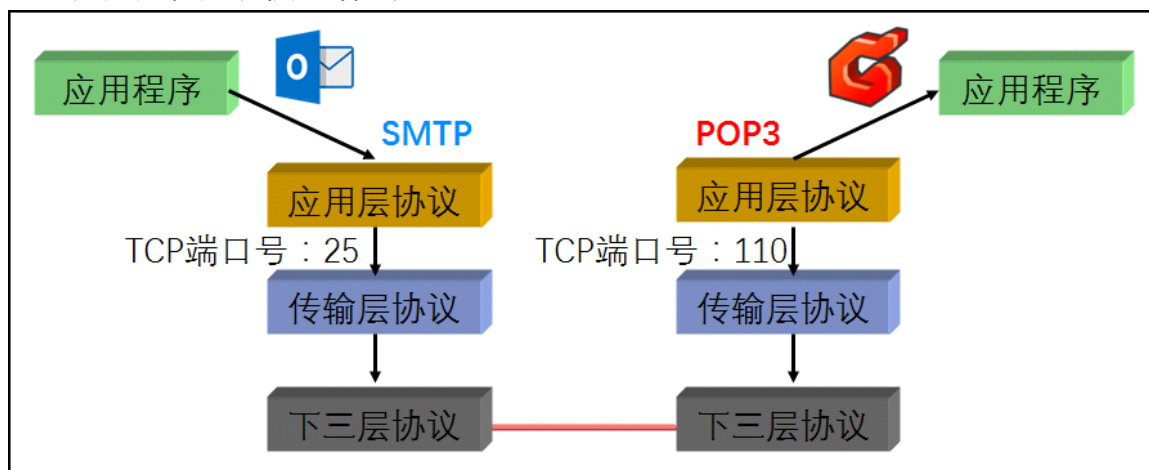 应用程序
O
应用程序
SMTP
POP3
应用层协议
应用层协议
TCP端口号：25
TCP端口号：110
传输层协议
传输层协议
下三层协议
下三层协议